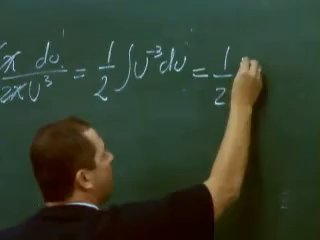 x du / 2x u³ = 1/2 ∫ u⁻³ du = 1/2